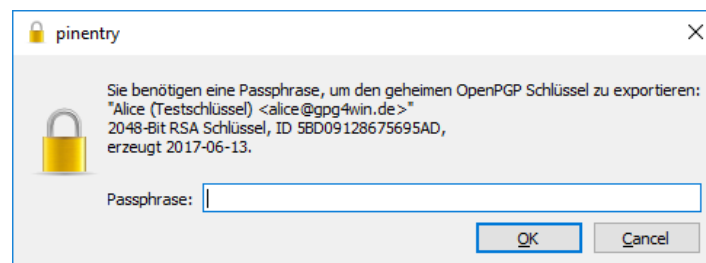 pinentry
Sie benötigen eine Passphrase, um den geheimen OpenPGP Schlüssel zu exportieren:
"Alice (Testschlüssel) <alice@gpg4win.de>"
2048-Bit RSA Schlüssel, ID 5BD09128675695AD,
erzeugt 2017-06-13.
Passphrase:
OK Cancel